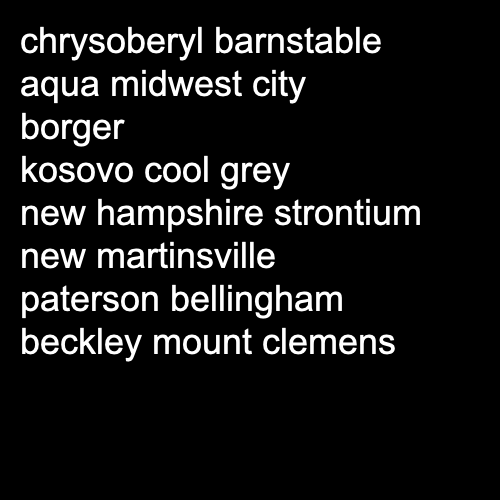 chrysoberyl barnstable
aqua midwest city
borger
kosovo cool grey
new hampshire strontium
new martinsville
paterson bellingham
beckley mount clemens